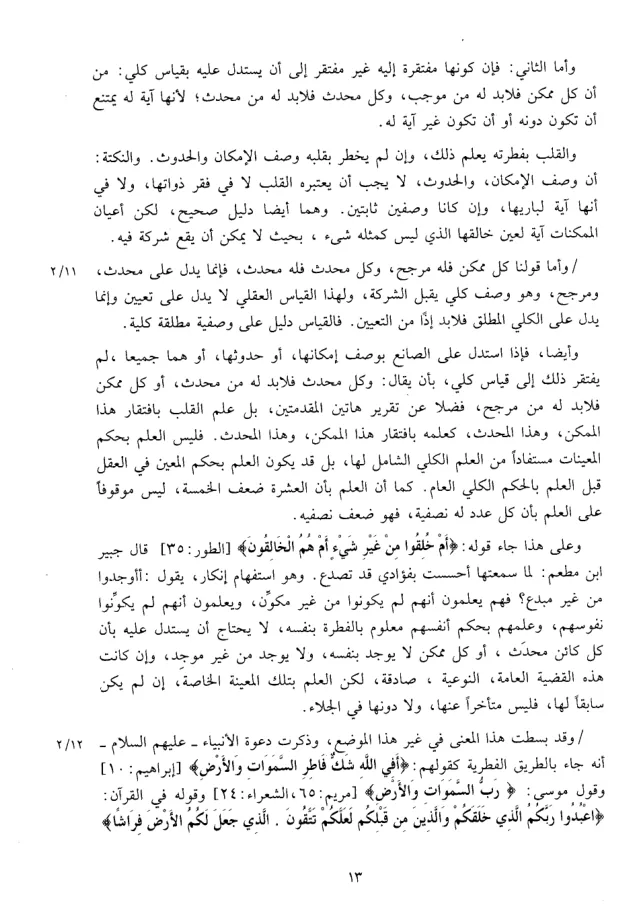 وأما الثاني: فإن كونها مفتقرة إليه غير مفتقر إلى أن يستدل عليه بقياس كلي: من
أن كل ممكن فلابد له من موجب، وكل محدث فلابد له من محدث؛ لأنها آية له يمتنع
أن تكون دونه أو أن تكون غير آية له.
والقلب بفطرته يعلم ذلك، وإن لم يخطر بقلبه وصف الإمكان والحدوث. والنكتة:
أن وصف الإمكان، والحدوث، لا يجب أن يعتبره القلب لا في فقر ذواتها، ولا في
أنها آية لباريها، وإن كانا وصفين ثابتين. وهما أيضا دليل صحيح، لكن أعيان
الممكنات آية لعين خالقها الذي ليس كمثله شىء ، بحيث لا يمكن أن يقع شركة فيه.
/ وأما قولنا كل ممكن فله مرجح، وكل محدث فله محدث، فإنما يدل على محدث، ٢/١١
ومرجح، وهو وصف كلي يقبل الشركة، ولهذا القياس العقلي لا يدل على تعيين وإنما
يدل على الكلي المطلق فلابد إذًا من التعيين. فالقياس دليل على وصفية مطلقة كلية.
وأيضا، فإذا استدل على الصانع بوصف إمكانها، أو حدوثها، أو هما جميعا ،لم
يفتقر ذلك إلى قياس كلي، بأن يقال: وكل محدث فلابد له من محدث، أو كل ممكن
فلابد له من مرجح، فضلا عن تقرير هاتين المقدمتين، بل علم القلب بافتقار هذا
الممكن، وهذا المحدث، كعلمه بافتقار هذا الممكن، وهذا المحدث. فليس العلم بحكم
المعينات مستفاداً من العلم الكلي الشامل لها، بل قد يكون العلم بحكم المعين في العقل
قبل العلم بالحكم الكلي العام. كما أن العلم بأن العشرة ضعف الخمسة، ليس موقوفاً
على العلم بأن كل عدد له نصفية، فهو ضعف نصفيه.
وعلى هذا جاء قوله: ﴿أَمْ خُلِقُوا مِنْ غَيْرِ شَيْءٍ أَمْ هُمُ الْخَالِقُونَ﴾ [الطور:٣٥] قال جبير
ابن مطعم: لما سمعتها أحسست بفؤادي قد تصدع. وهو استفهام إنكار، يقول :أأوجدوا
من غير مبدع؟ فهم يعلمون أنهم لم يكونوا من غير مكوِّن، ويعلمون أنهم لم يكوِّنوا
نفوسهم، وعلمهم بحكم أنفسهم معلوم بالفطرة بنفسه، لا يحتاج أن يستدل عليه بأن
كل كائن محدَث ، أو كل ممكن لا يوجد بنفسه، ولا يوجد من غير موجد، وإن كانت
هذه القضية العامة، النوعية ، صادقة، لكن العلم بتلك المعينة الخاصة، إن لم يكن
سابقاً لها، فليس متأخراً عنها، ولا دونها في الجلاء.
/ وقد بسطت هذا المعنى في غير هذا الموضع، وذكرت دعوة الأنبياء ـ عليهم السلام ـ ٢/١٢
أنه جاء بالطريق الفطرية كقولهم: ﴿أَفِي اللَّهِ شَكٌّ فَاطِرِ السَّمَوَاتِ وَالأَرْضِ﴾ [إبراهيم: ١٠]
وقول موسى: ﴿ رَبُّ السَّمَوَاتِ وَالأَرْضِ﴾ [مريم:٦٥،الشعراء:٢٤] وقوله في القرآن:
﴿اعْبُدُوا رَبَّكُمُ الَّذِي خَلَقَكُمْ وَالَّذِينَ مِن قَبْلِكُمْ لَعَلَّكُمْ تَتَّقُونَ . الَّذِي جَعَلَ لَكُمُ الأَرْضَ فِرَاشًا﴾
١٣